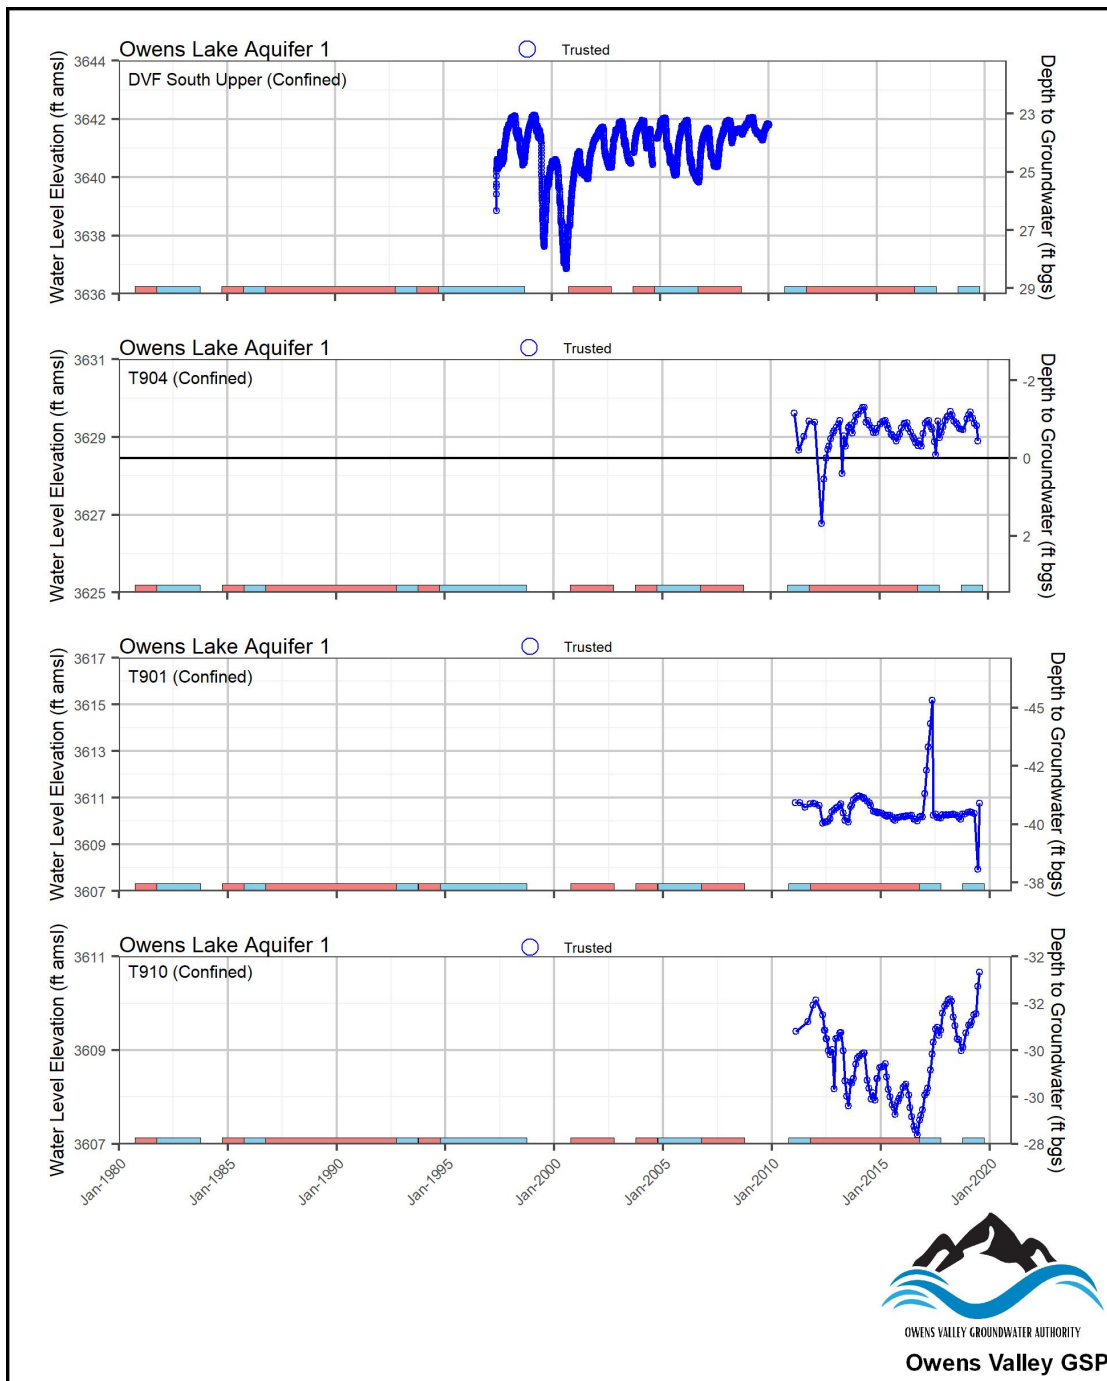 Owens Lake Aquifer 1
Trusted
DVF South Upper (Confined)
Water Level Elevation (ft amsl)
3644
3642
3640
3638
3636
Depth to Groundwater (ft bgs)
23
25
27
29
Owens Lake Aquifer 1
Trusted
T904 (Confined)
Water Level Elevation (ft amsl)
3631
3629
3627
3625
Depth to Groundwater (ft bgs)
-2
0
2
Owens Lake Aquifer 1
Trusted
T901 (Confined)
Water Level Elevation (ft amsl)
3617
3615
3613
3611
3609
3607
Depth to Groundwater (ft bgs)
-45
-42
-40
-38
Owens Lake Aquifer 1
Trusted
T910 (Confined)
Water Level Elevation (ft amsl)
3611
3609
3607
Depth to Groundwater (ft bgs)
-32
-32
-30
-30
-28
Jan-1980
Jan-1985
Jan-1990
Jan-1995
Jan-2000
Jan-2005
Jan-2010
Jan-2015
Jan-2020
OWENS VALLEY GROUNDWATER AUTHORITY
Owens Valley GSP